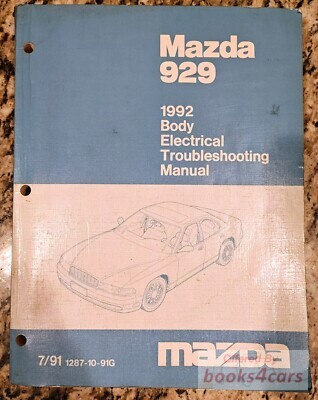 Mazda
929
1992
Body
Electrical
Troubleshooting
Manual
7/91 1287-10-91G
mazda
books4cars